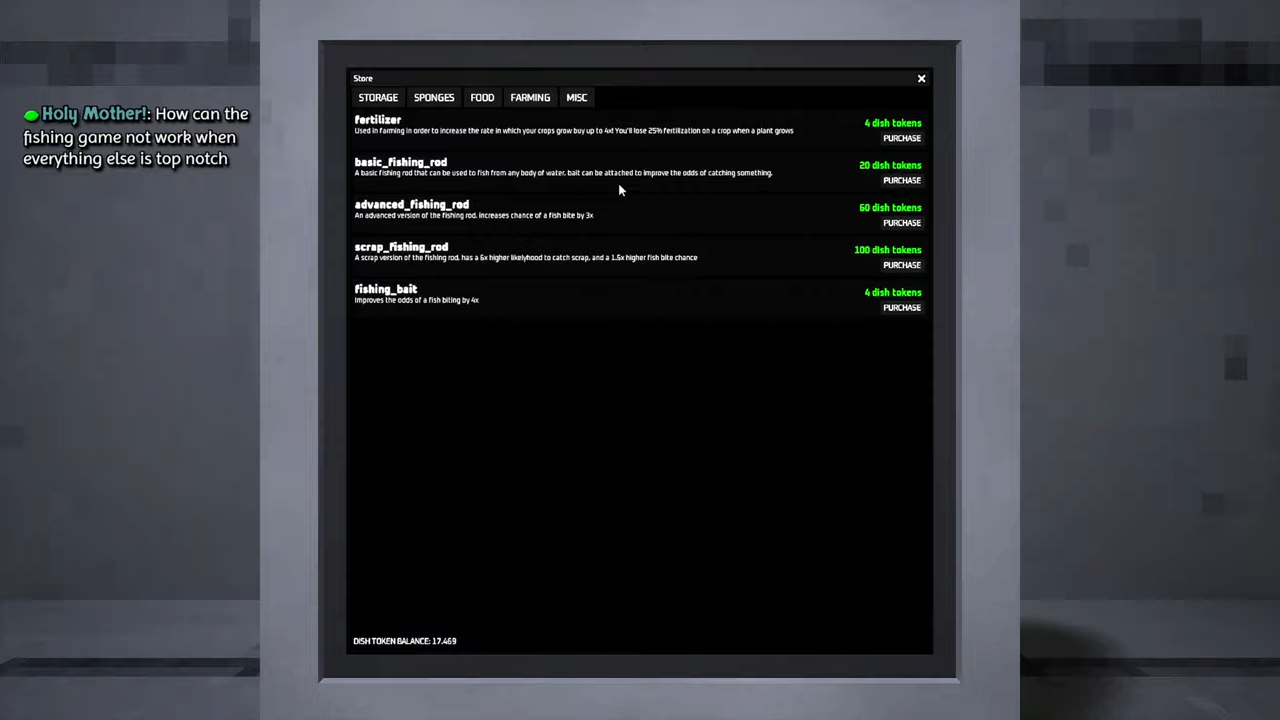 Store
STORAGE SPONGES FOOD FARMING MISC
Holy Mother!: How can the
fishing game not work when
everything else is top notch
fertilizer 4 dish tokens
Used in farming in order to increase the rate in which your crops grow buy up to 4x! You'll lose 25% fertilization on a crop when a plant grows
PURCHASE
basic_fishing_rod 20 dish tokens
A basic fishing rod that can be used to fish from any body of water, bait can be attached to improve the odds of catching something.
PURCHASE
advanced_fishing_rod 60 dish tokens
An advanced version of the fishing rod, increases chance of a fish bite by 3x
PURCHASE
scrap_fishing_rod 100 dish tokens
A scrap version of the fishing rod, has a 6x higher likelyhood to catch scrap, and a 1.5x higher fish bite chance
PURCHASE
fishing_bait 4 dish tokens
Improves the odds of a fish biting by 4x
PURCHASE
DISH TOKEN BALANCE: 17.469